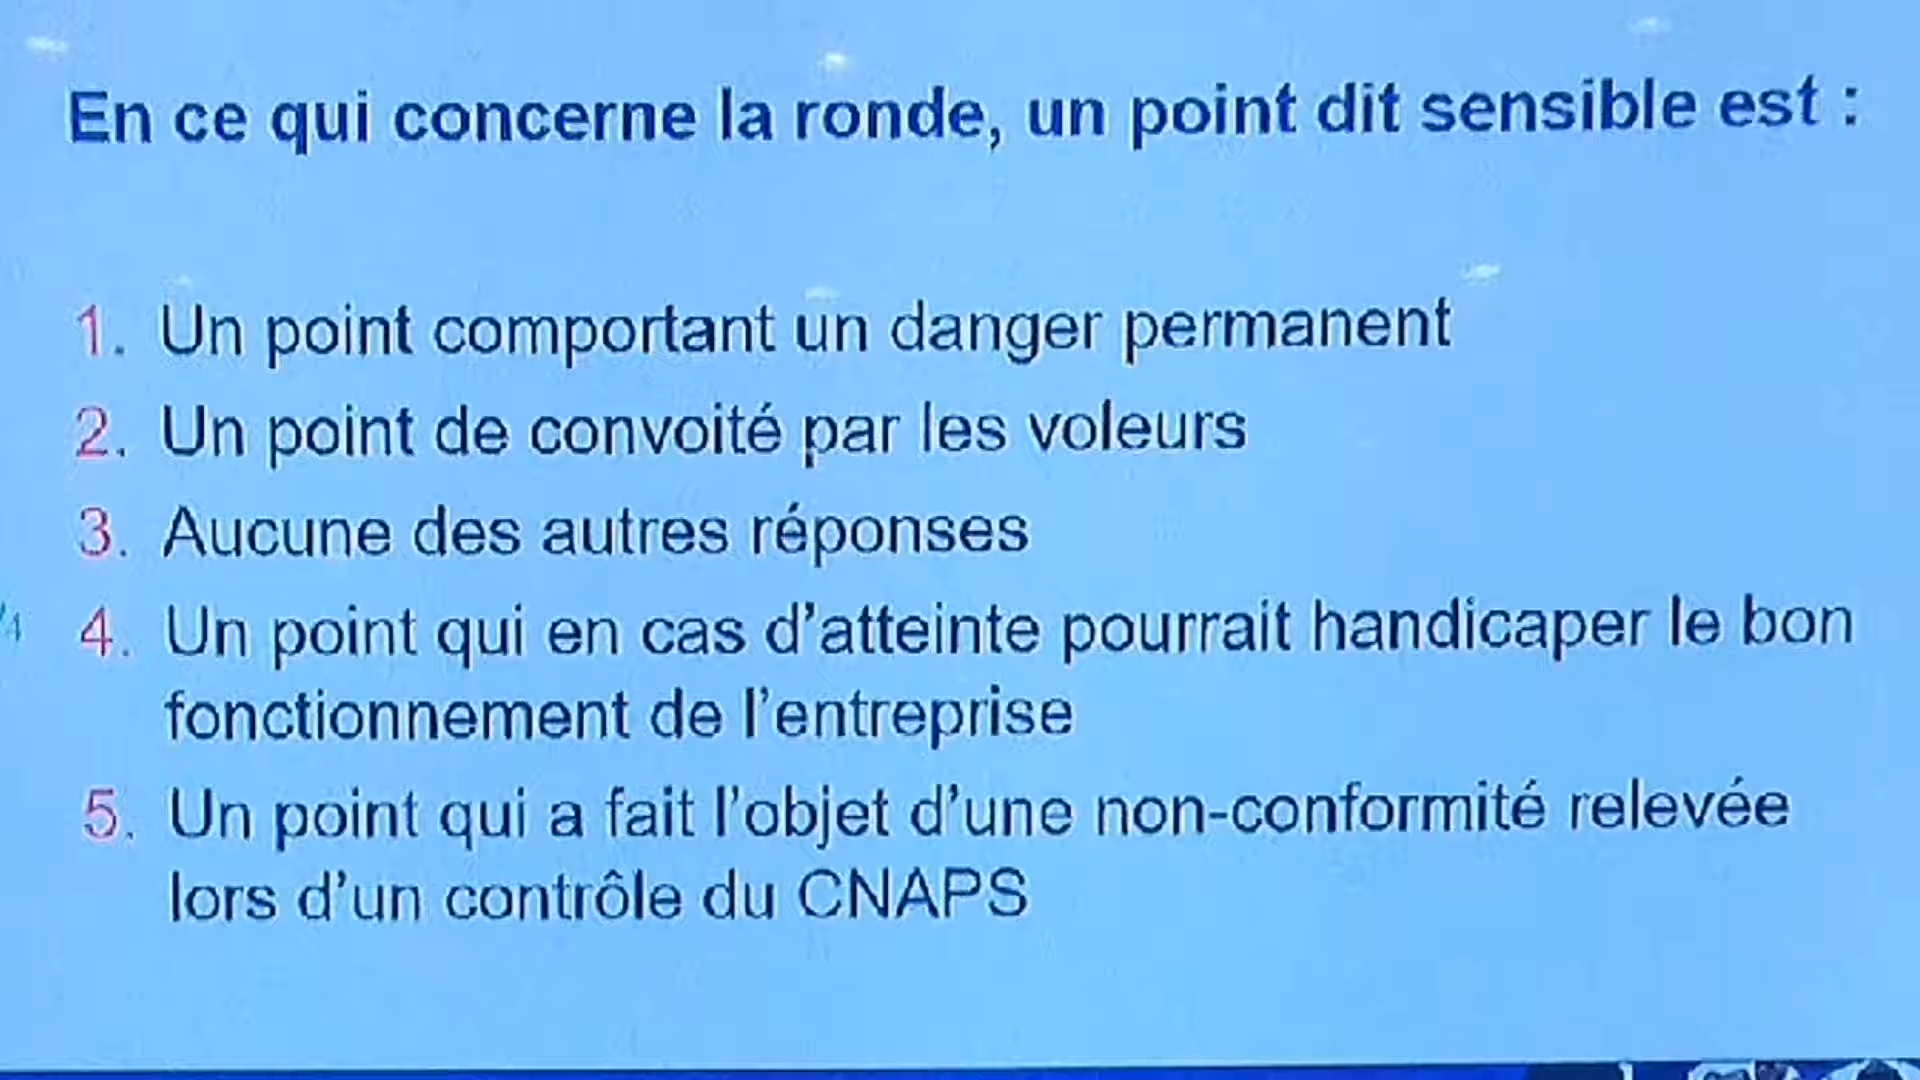 En ce qui concerne la ronde, un point dit sensible est :
1. Un point comportant un danger permanent
2. Un point de convoité par les voleurs
3. Aucune des autres réponses
4. Un point qui en cas d'atteinte pourrait handicaper le bon
fonctionnement de l'entreprise
5. Un point qui a fait l'objet d'une non-conformité relevée
lors d'un contrôle du CNAPS